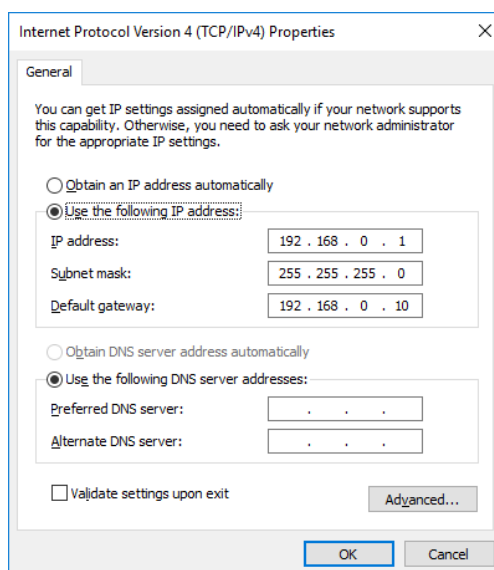 Internet Protocol Version 4 (TCP/IPv4) Properties
General
You can get IP settings assigned automatically if your network supports
this capability. Otherwise, you need to ask your network administrator
for the appropriate IP settings.
Obtain an IP address automatically
Use the following IP address:
IP address: 192 . 168 . 0 . 1
Subnet mask: 255 . 255 . 255 . 0
Default gateway: 192 . 168 . 0 . 10
Obtain DNS server address automatically
Use the following DNS server addresses:
Preferred DNS server: . . .
Alternate DNS server: . . .
Validate settings upon exit
Advanced...
OK Cancel